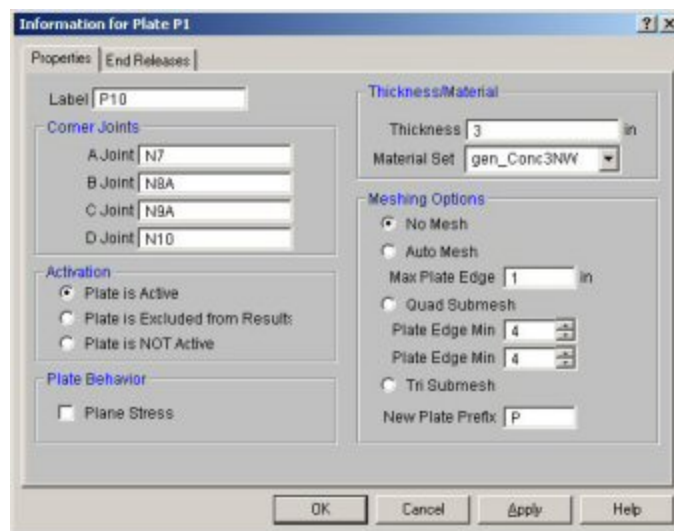 Information for Plate P1
Properties End Releases
Label P10
Corner Joints
A Joint N7
B Joint N8A
C Joint N9A
D Joint N10
Activation
Plate is Active
Plate is Excluded from Results
Plate is NOT Active
Plate Behavior
Plane Stress
Thickness/Material
Thickness 3 in
Material Set gen_Conc3NW
Meshing Options
No Mesh
Auto Mesh
Max Plate Edge 1 in
Quad Submesh
Plate Edge Min 4
Plate Edge Min 4
Tri Submesh
New Plate Prefix P
OK Cancel Apply Help